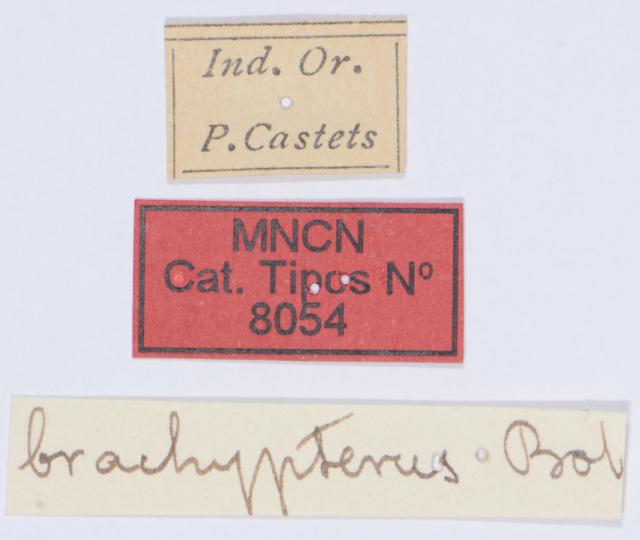 Ind. Or.
P. Castets
MNCN
Cat. Tipos Nº
8054
brachypterus. Bol